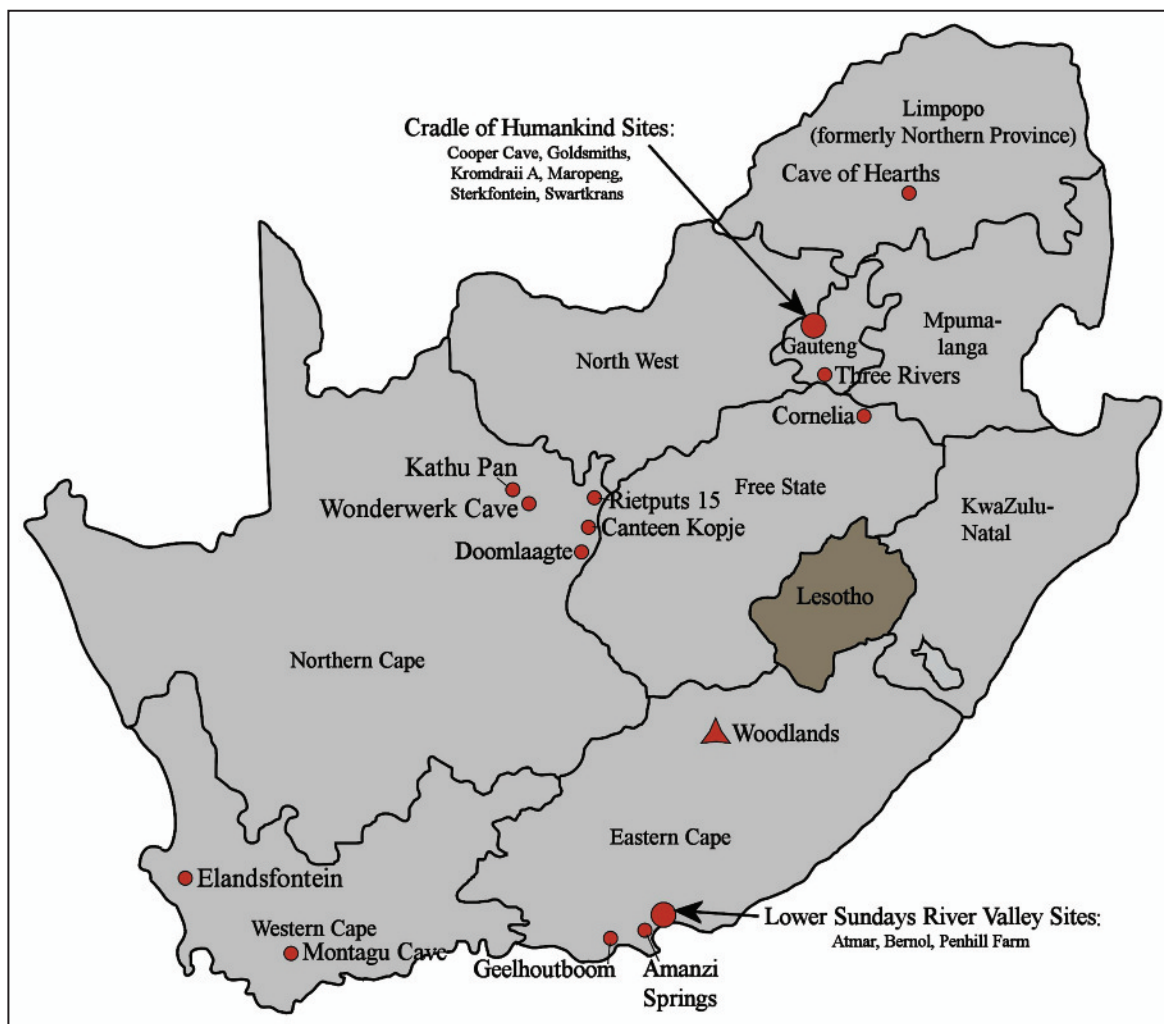 Limpopo
(formerly Northern Province)
Cradle of Humankind Sites:
Cooper Cave, Goldsmiths,
Kromdraii A, Maropeng,
Sterkfontein, Swartkrans
Cave of Hearths
Mpuma-
langa
Gauteng
North West
Three Rivers
Cornelia
Kathu Pan
Wonderwerk Cave
Rietputs 15
Free State
KwaZulu-
Natal
Canteen Kopje
Doornlaagte
Lesotho
Northern Cape
Woodlands
Eastern Cape
Elandsfontein
Western Cape
Montagu Cave
Lower Sundays River Valley Sites:
Atmar, Bernol, Penhill Farm
Geelhoutboom
Amanzi
Springs